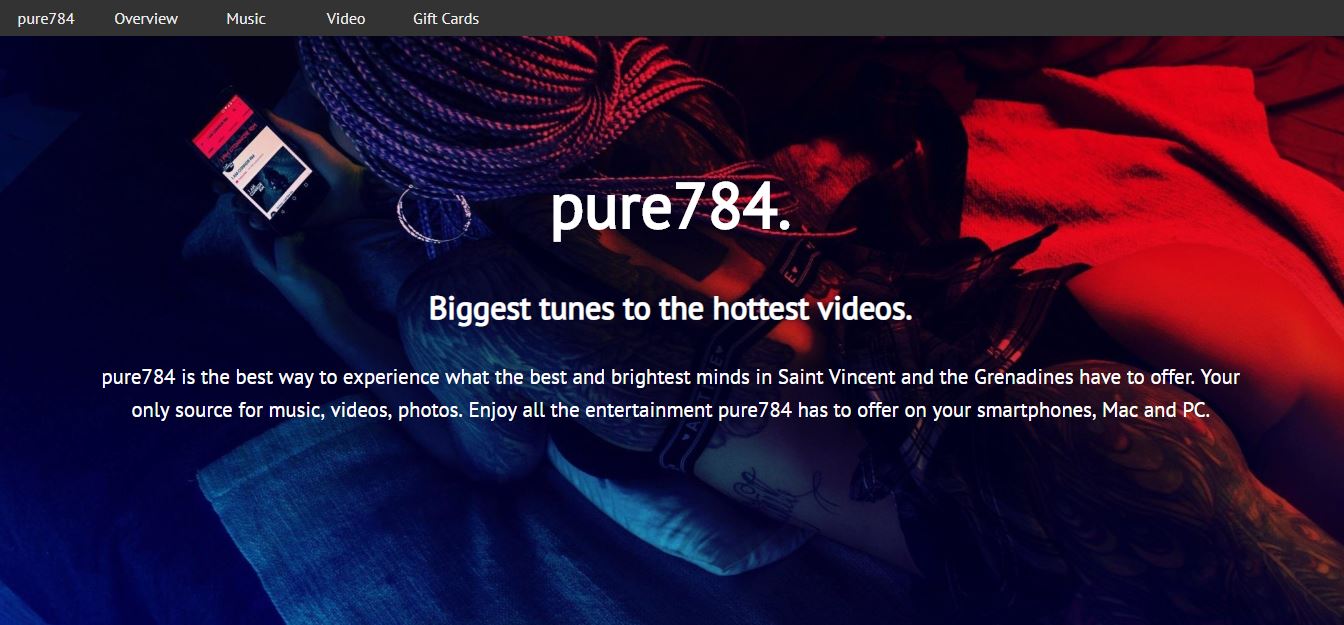 pure784 Overview Music Video Gift Cards
pure784.
Biggest tunes to the hottest videos.
pure784 is the best way to experience what the best and brightest minds in Saint Vincent and the Grenadines have to offer. Your
only source for music, videos, photos. Enjoy all the entertainment pure784 has to offer on your smartphones, Mac and PC.